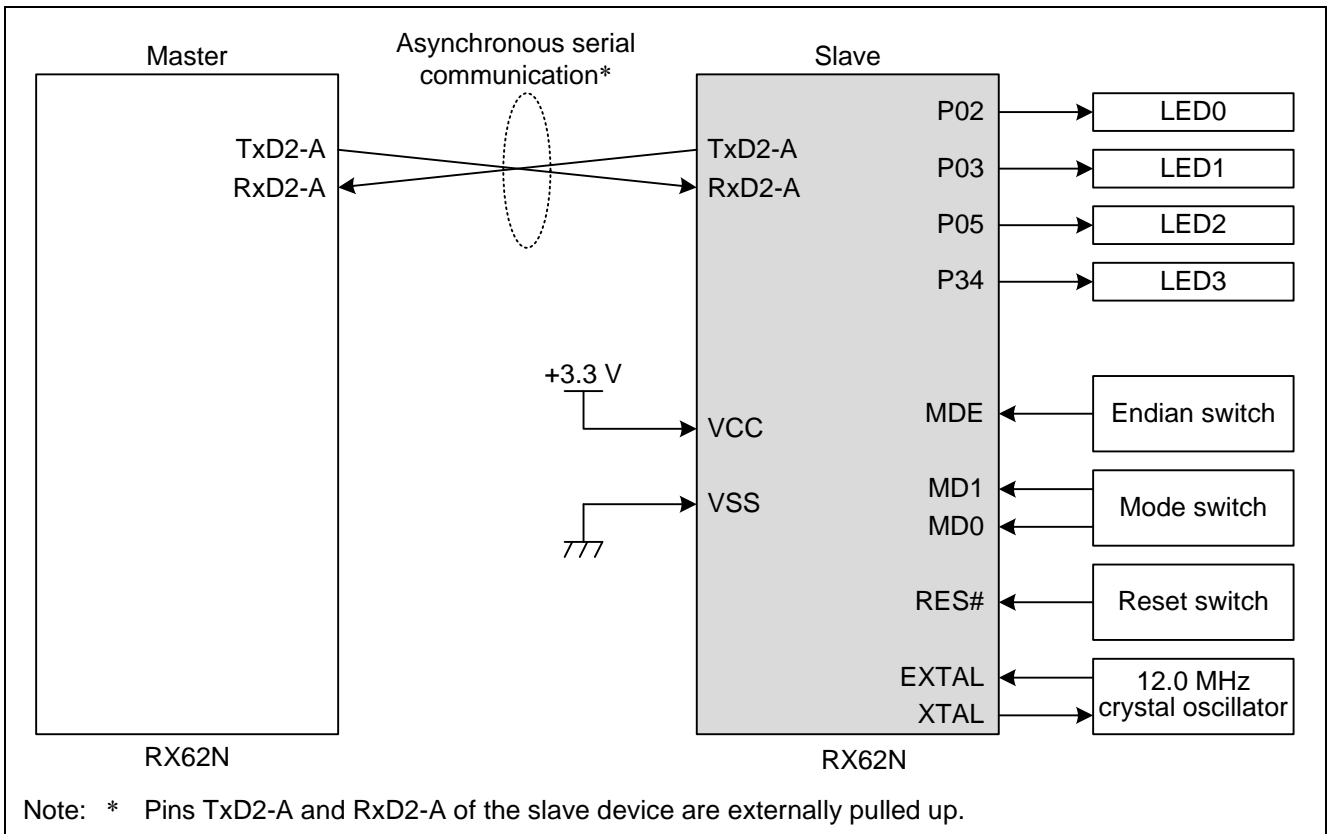 Asynchronous serial
communication*
Master
Slave
TxD2-A
RxD2-A
TxD2-A
RxD2-A
P02
LED0
P03
LED1
P05
LED2
P34
LED3
+3.3 V
VCC
VSS
MDE
Endian switch
MD1
MD0
Mode switch
RES#
Reset switch
EXTAL
XTAL
12.0 MHz
crystal oscillator
RX62N
RX62N
Note: * Pins TxD2-A and RxD2-A of the slave device are externally pulled up.